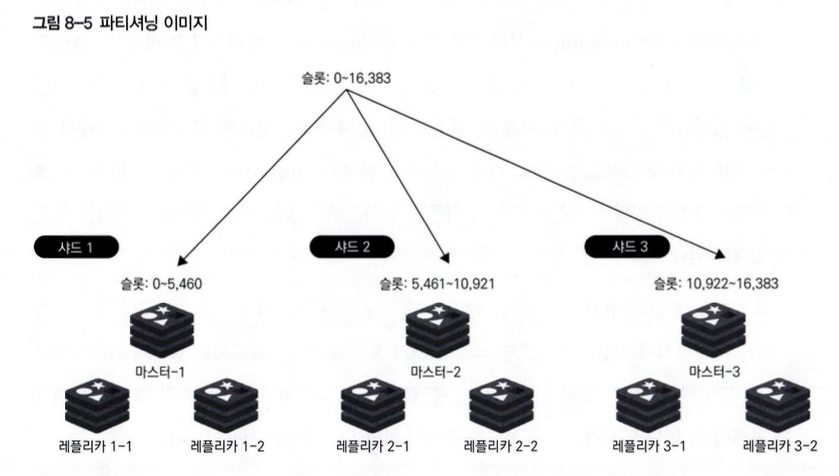 그림 8-5 파티셔닝 이미지
슬롯: 0~16,383
샤드 1
샤드 2
샤드 3
슬롯: 0~5,460
슬롯: 5,461~10,921
슬롯: 10,922~16,383
마스터-1
마스터-2
마스터-3
레플리카 1-1
레플리카 1-2
레플리카 2-1
레플리카 2-2
레플리카 3-1
레플리카 3-2